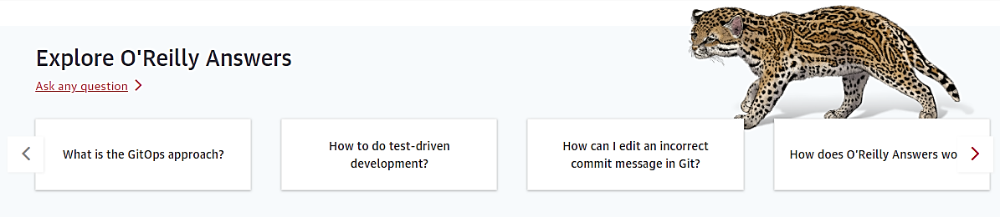 Explore O'Reilly Answers
Ask any question
What is the GitOps approach?
How to do test-driven
development?
How can I edit an incorrect
commit message in Git?
How does O'Reilly Answers wo